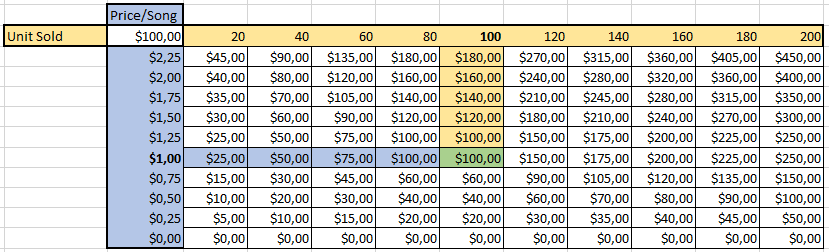 Price/Song
Unit Sold $100,00 20 40 60 80 100 120 140 160 180 200
$2,25 $45,00 $90,00 $135,00 $180,00 $180,00 $270,00 $315,00 $360,00 $405,00 $450,00
$2,00 $40,00 $80,00 $120,00 $160,00 $160,00 $240,00 $280,00 $320,00 $360,00 $400,00
$1,75 $35,00 $70,00 $105,00 $140,00 $140,00 $210,00 $245,00 $280,00 $315,00 $350,00
$1,50 $30,00 $60,00 $90,00 $120,00 $120,00 $180,00 $210,00 $240,00 $270,00 $300,00
$1,25 $25,00 $50,00 $75,00 $100,00 $100,00 $150,00 $175,00 $200,00 $225,00 $250,00
$1,00 $25,00 $50,00 $75,00 $100,00 $100,00 $150,00 $175,00 $200,00 $225,00 $250,00
$0,75 $15,00 $30,00 $45,00 $60,00 $60,00 $90,00 $105,00 $120,00 $135,00 $150,00
$0,50 $10,00 $20,00 $30,00 $40,00 $40,00 $60,00 $70,00 $80,00 $90,00 $100,00
$0,25 $5,00 $10,00 $15,00 $20,00 $20,00 $30,00 $35,00 $40,00 $45,00 $50,00
$0,00 $0,00 $0,00 $0,00 $0,00 $0,00 $0,00 $0,00 $0,00 $0,00 $0,00